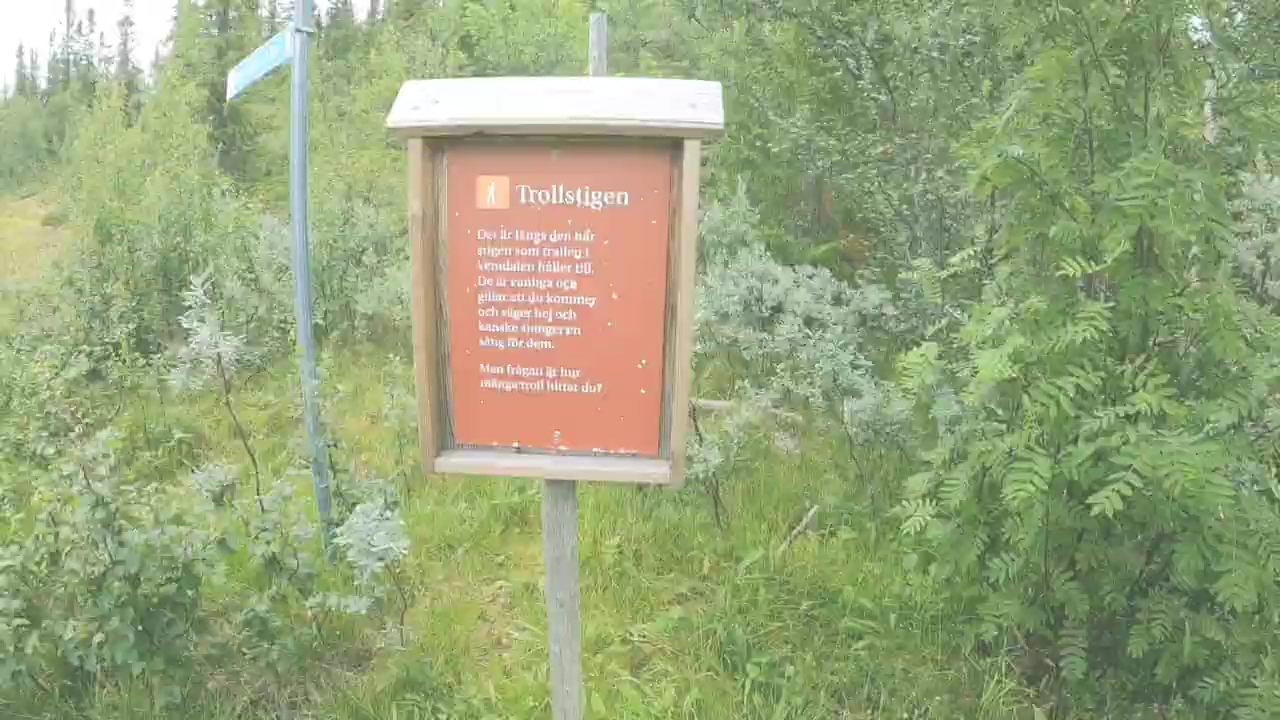 Trollstigen
Det är längs den här
stigen som trollen i
Vemdalen håller till.
De är vänliga och
gillar att du kommer
och säger hej och
kanske sjunger en
sång för dem.
Men frågan är hur
många troll hittar du?